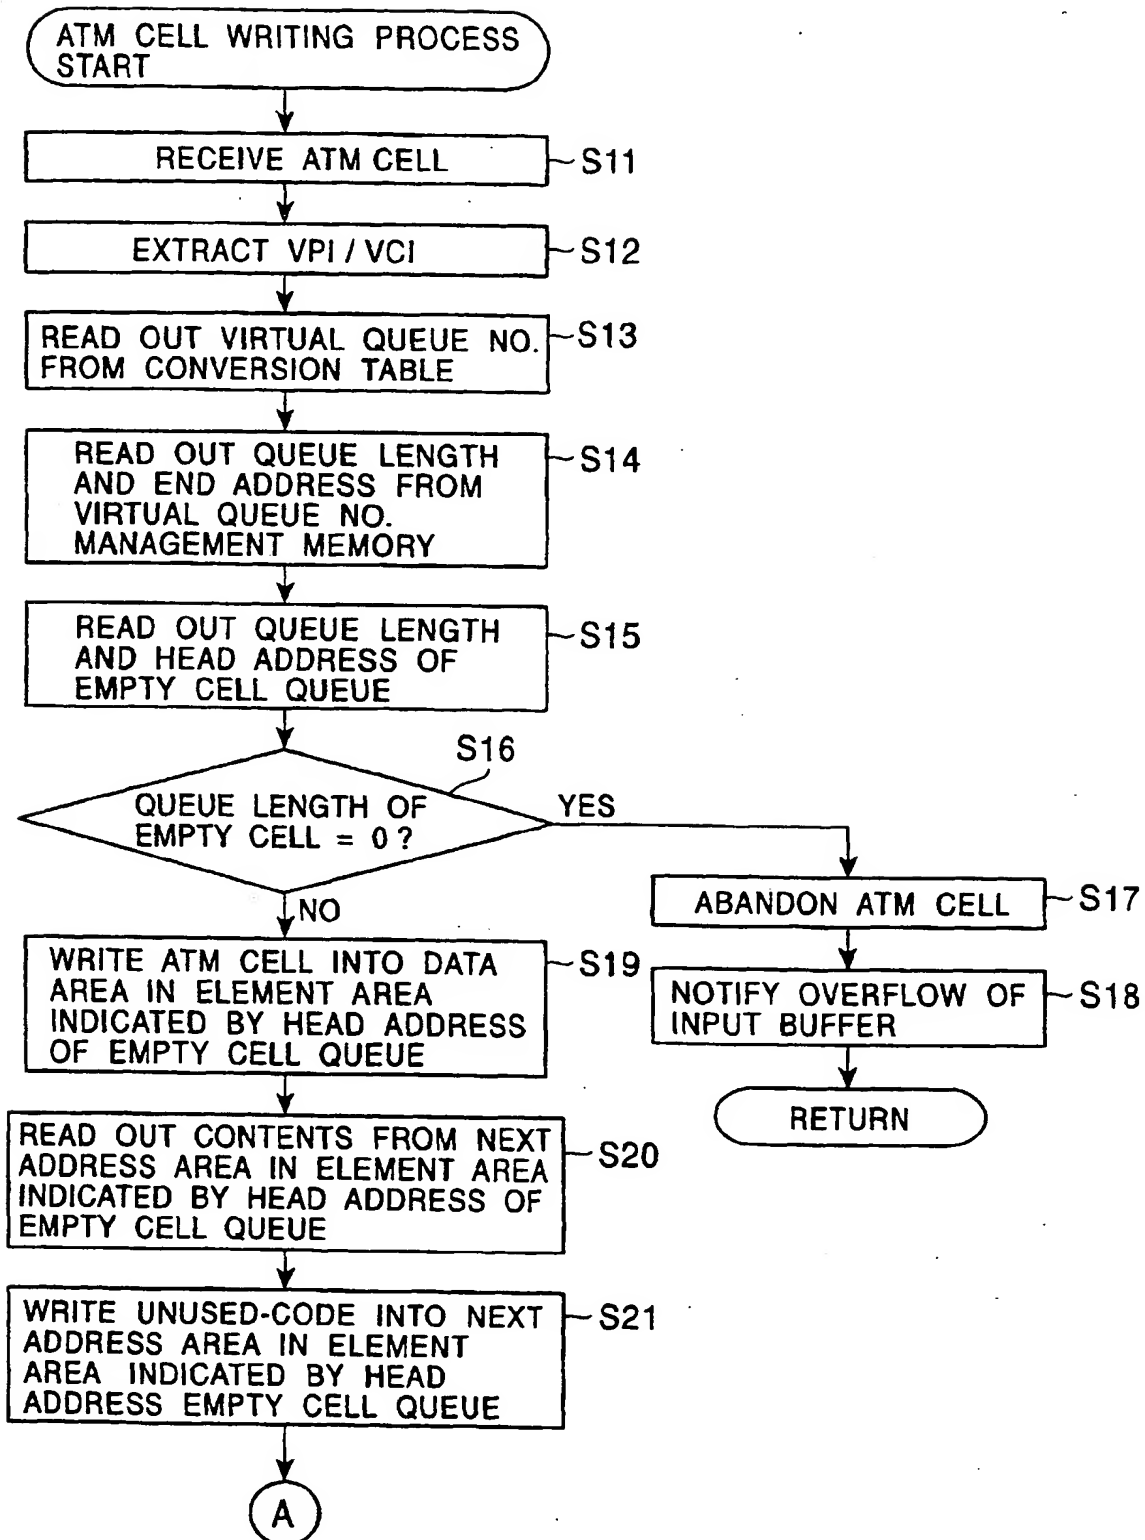 ATM CELL WRITING PROCESS
START
RECEIVE ATM CELL
S11
EXTRACT VPI / VCI
S12
READ OUT VIRTUAL QUEUE NO.
FROM CONVERSION TABLE
S13
READ OUT QUEUE LENGTH
AND END ADDRESS FROM
VIRTUAL QUEUE NO.
MANAGEMENT MEMORY
S14
READ OUT QUEUE LENGTH
AND HEAD ADDRESS OF
EMPTY CELL QUEUE
S15
S16
QUEUE LENGTH OF
EMPTY CELL = 0 ?
YES
NO
ABANDON ATM CELL
S17
NOTIFY OVERFLOW OF
INPUT BUFFER
S18
RETURN
WRITE ATM CELL INTO DATA
AREA IN ELEMENT AREA
INDICATED BY HEAD ADDRESS
OF EMPTY CELL QUEUE
S19
READ OUT CONTENTS FROM NEXT
ADDRESS AREA IN ELEMENT AREA
INDICATED BY HEAD ADDRESS OF
EMPTY CELL QUEUE
S20
WRITE UNUSED-CODE INTO NEXT
ADDRESS AREA IN ELEMENT
AREA INDICATED BY HEAD
ADDRESS EMPTY CELL QUEUE
S21
A